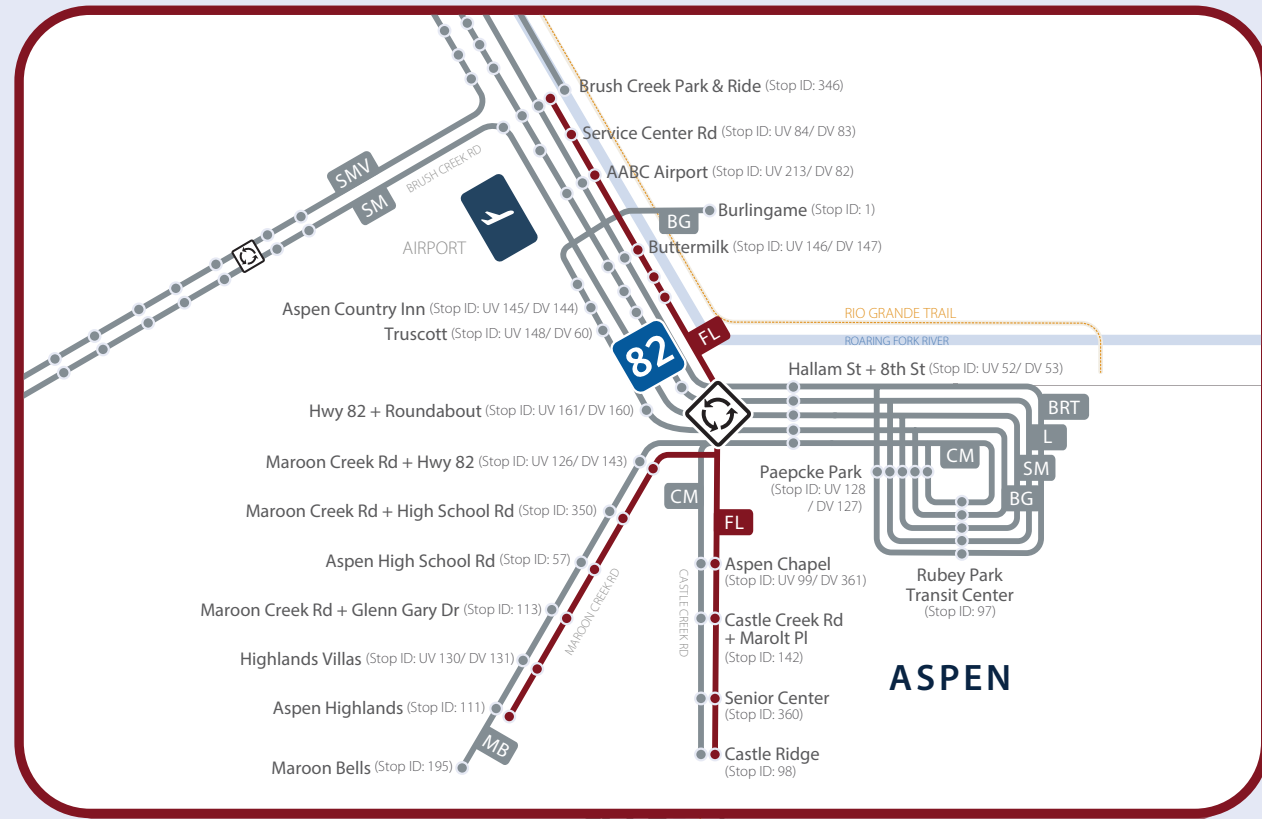 Brush Creek Park & Ride (Stop ID: 346)
Service Center Rd (Stop ID: UV 84/ DV 83)
SMV
BRUSH CREEK RD
AABC Airport (Stop ID: UV 213/ DV 82)
SM
Burlingame (Stop ID: 1)
BG
AIRPORT
Buttermilk (Stop ID: UV 146/ DV 147)
Aspen Country Inn (Stop ID: UV 145/ DV 144)
RIO GRANDE TRAIL
Truscott (Stop ID: UV 148/ DV 60)
FL
ROARING FORK RIVER
82
Hallam St + 8th St (Stop ID: UV 52/ DV 53)
Hwy 82 + Roundabout (Stop ID: UV 161/ DV 160)
BRT
L
Maroon Creek Rd + Hwy 82 (Stop ID: UV 126/ DV 143)
CM
SM
Paepcke Park
(Stop ID: UV 128
/ DV 127)
CM
BG
Maroon Creek Rd + High School Rd (Stop ID: 350)
FL
Aspen High School Rd (Stop ID: 57)
Aspen Chapel
(Stop ID: UV 99/ DV 361)
Rubey Park
Transit Center
(Stop ID: 97)
MAROON CREEK RD
CASTLE CREEK RD
Maroon Creek Rd + Glenn Gary Dr (Stop ID: 113)
Castle Creek Rd
+ Marolt Pl
(Stop ID: 142)
Highlands Villas (Stop ID: UV 130/ DV 131)
ASPEN
Aspen Highlands (Stop ID: 111)
Senior Center
(Stop ID: 360)
MB
Maroon Bells (Stop ID: 195)
Castle Ridge
(Stop ID: 98)